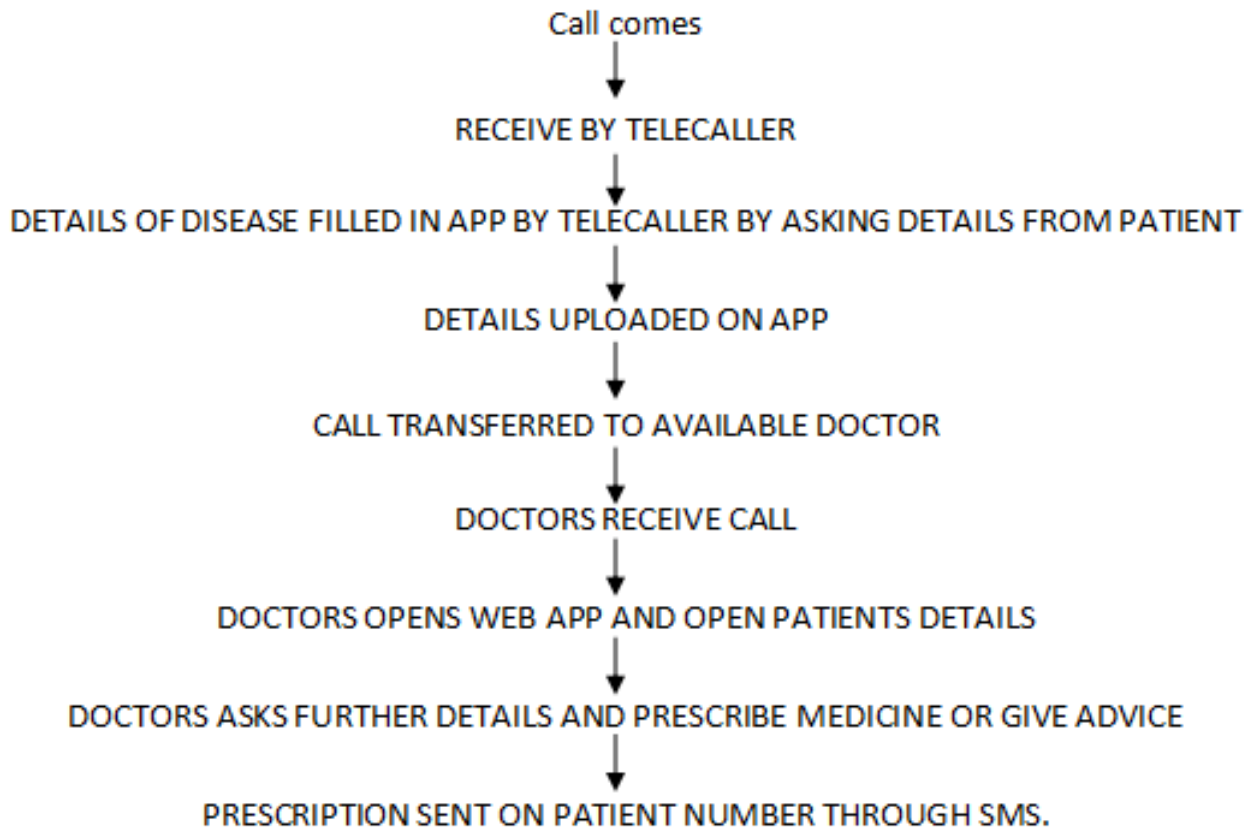 Call comes
RECEIVE BY TELECALLER
DETAILS OF DISEASE FILLED IN APP BY TELECALLER BY ASKING DETAILS FROM PATIENT
DETAILS UPLOADED ON APP
CALL TRANSFERRED TO AVAILABLE DOCTOR
DOCTORS RECEIVE CALL
DOCTORS OPENS WEB APP AND OPEN PATIENTS DETAILS
DOCTORS ASKS FURTHER DETAILS AND PRESCRIBE MEDICINE OR GIVE ADVICE
PRESCRIPTION SENT ON PATIENT NUMBER THROUGH SMS.